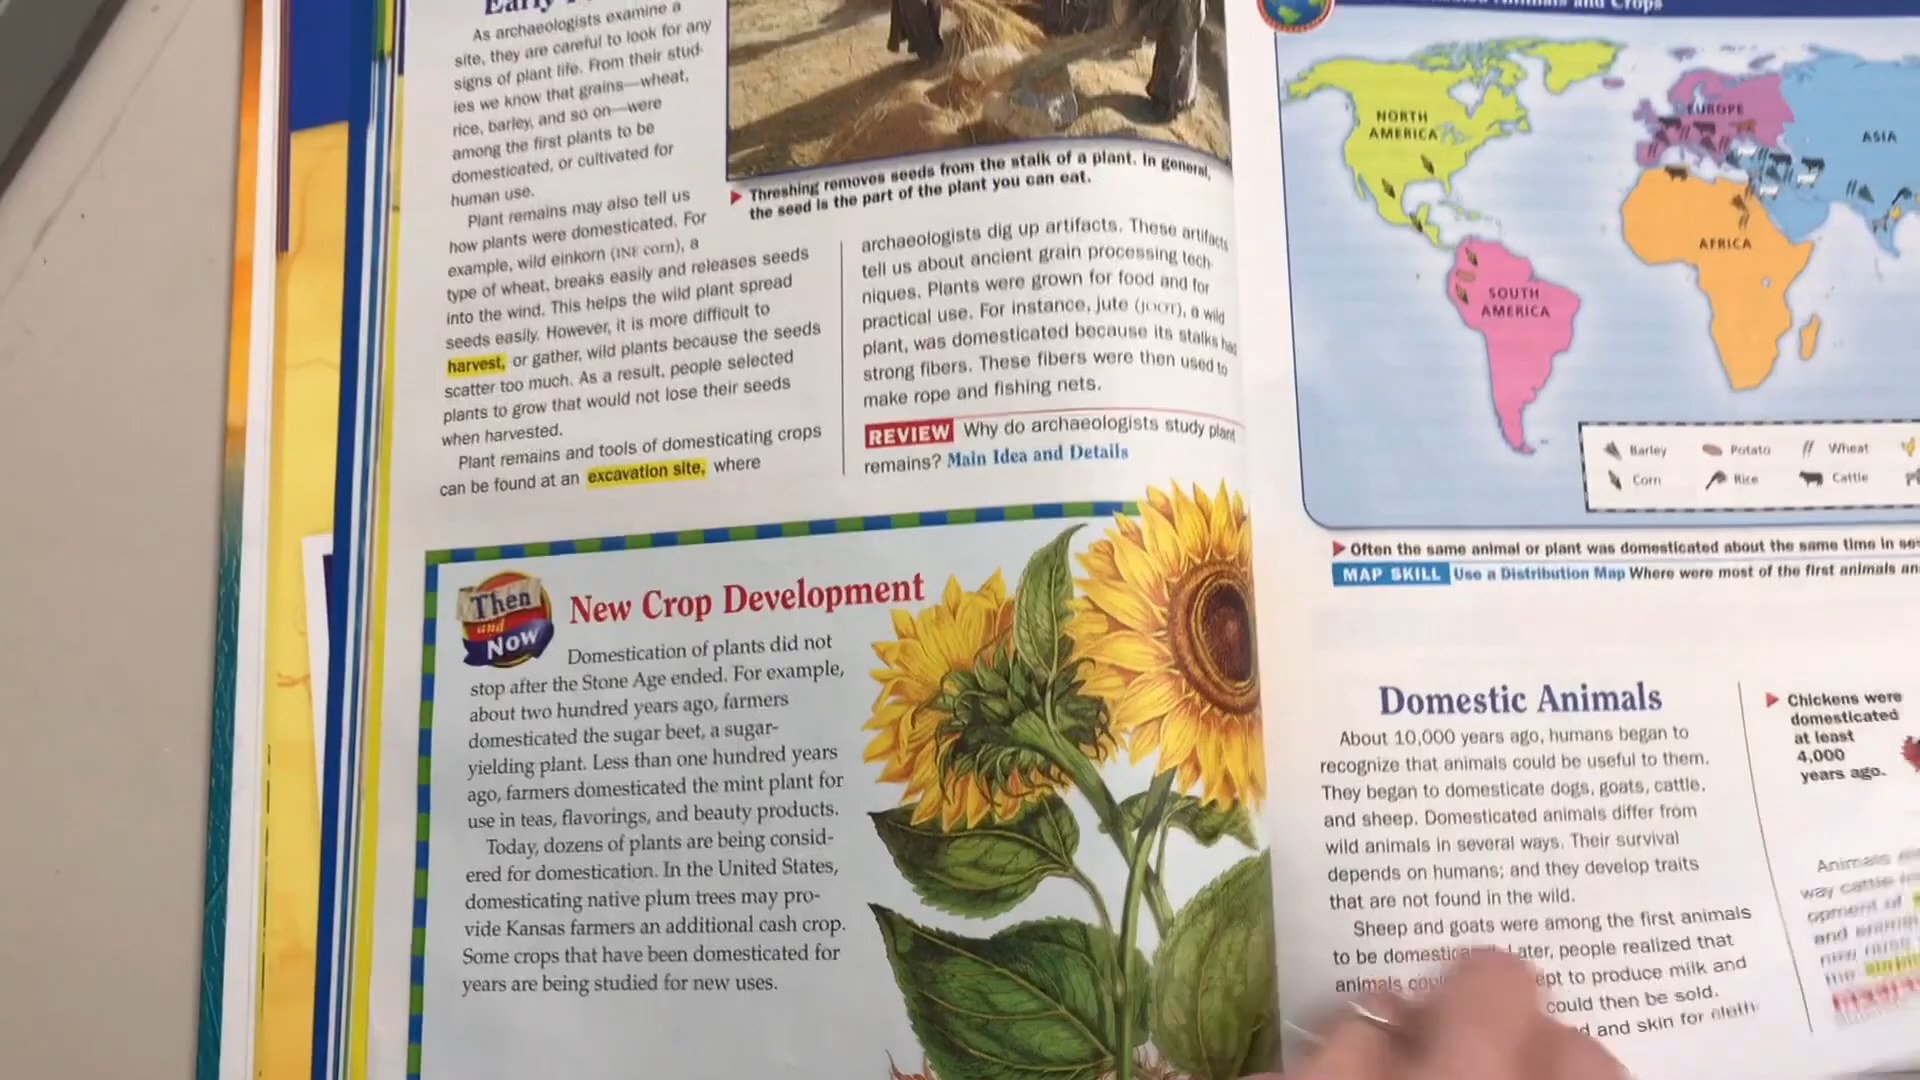 Early
As archaeologists examine a
site, they are careful to look for any
signs of plant life. From their stud-
ies we know that grains—wheat,
rice, barley, and so on—were
among the first plants to be
domesticated, or cultivated for
human use.
Plant remains may also tell us
how plants were domesticated. For
example, wild einkorn (INE corn), a
type of wheat, breaks easily and releases seeds
into the wind. This helps the wild plant spread
seeds easily. However, it is more difficult to
harvest, or gather, wild plants because the seeds
scatter too much. As a result, people selected
plants to grow that would not lose their seeds
when harvested.
Plant remains and tools of domesticating crops
can be found at an excavation site, where
Threshing removes seeds from the stalk of a plant. In general,
the seed is the part of the plant you can eat.
archaeologists dig up artifacts. These artifacts
tell us about ancient grain processing tech-
niques. Plants were grown for food and for
practical use. For instance, jute (JOOT), a wild
plant, was domesticated because its stalks had
strong fibers. These fibers were then used to
make rope and fishing nets.
REVIEW Why do archaeologists study plant
remains? Main Idea and Details
Then
and
Now
New Crop Development
Domestication of plants did not
stop after the Stone Age ended. For example,
about two hundred years ago, farmers
domesticated the sugar beet, a sugar-
yielding plant. Less than one hundred years
ago, farmers domesticated the mint plant for
use in teas, flavorings, and beauty products.
Today, dozens of plants are being consid-
ered for domestication. In the United States,
domesticating native plum trees may pro-
vide Kansas farmers an additional cash crop.
Some crops that have been domesticated for
years are being studied for new uses.
and Crops
NORTH
AMERICA
EUROPE
ASIA
AFRICA
SOUTH
AMERICA
Barley Potato Wheat
Corn Rice Cattle
Often the same animal or plant was domesticated about the same time in
MAP SKILL Use a Distribution Map Where were most of the first animals
Domestic Animals
About 10,000 years ago, humans began to
recognize that animals could be useful to them.
They began to domesticate dogs, goats, cattle,
and sheep. Domesticated animals differ from
wild animals in several ways. Their survival
depends on humans; and they develop traits
that are not found in the wild.
Sheep and goats were among the first animals
to be Later, people realized that
animals to produce milk and
could then be sold.
and skin for
Chickens were
domesticated
at least
4,000
years ago.
Animals
way cattle
opment of
and
the